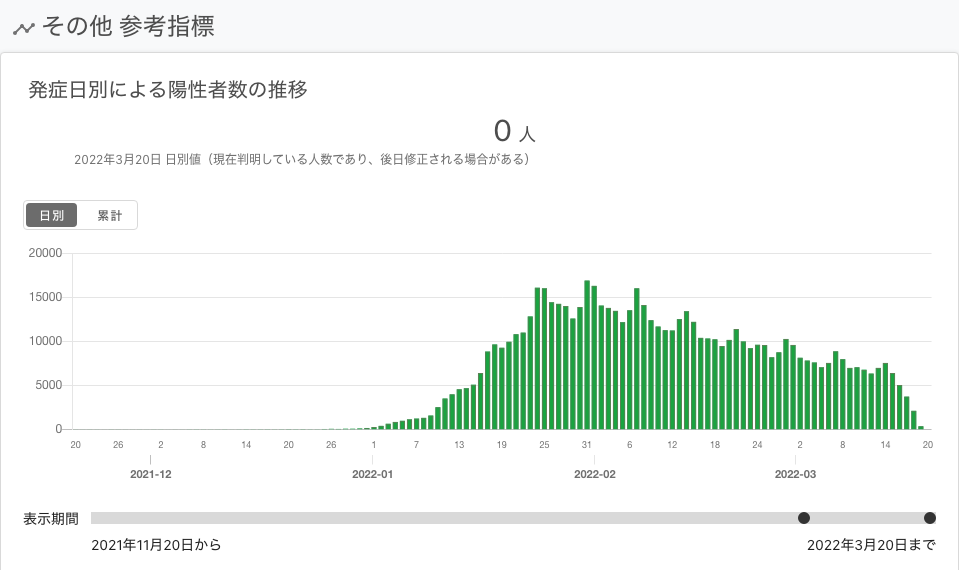 その他 参考指標
発症日別による陽性者数の推移
0 人
2022年3月20日 日別値（現在判明している人数であり、後日修正される場合がある）
日別 累計
20000
15000
10000
5000
0
20 26 2 8 14 20 26 1 7 13 19 25 31 6 12 18 24 2 8 14 20
2021-12 2022-01 2022-02 2022-03
表示期間
2021年11月20日から 2022年3月20日まで